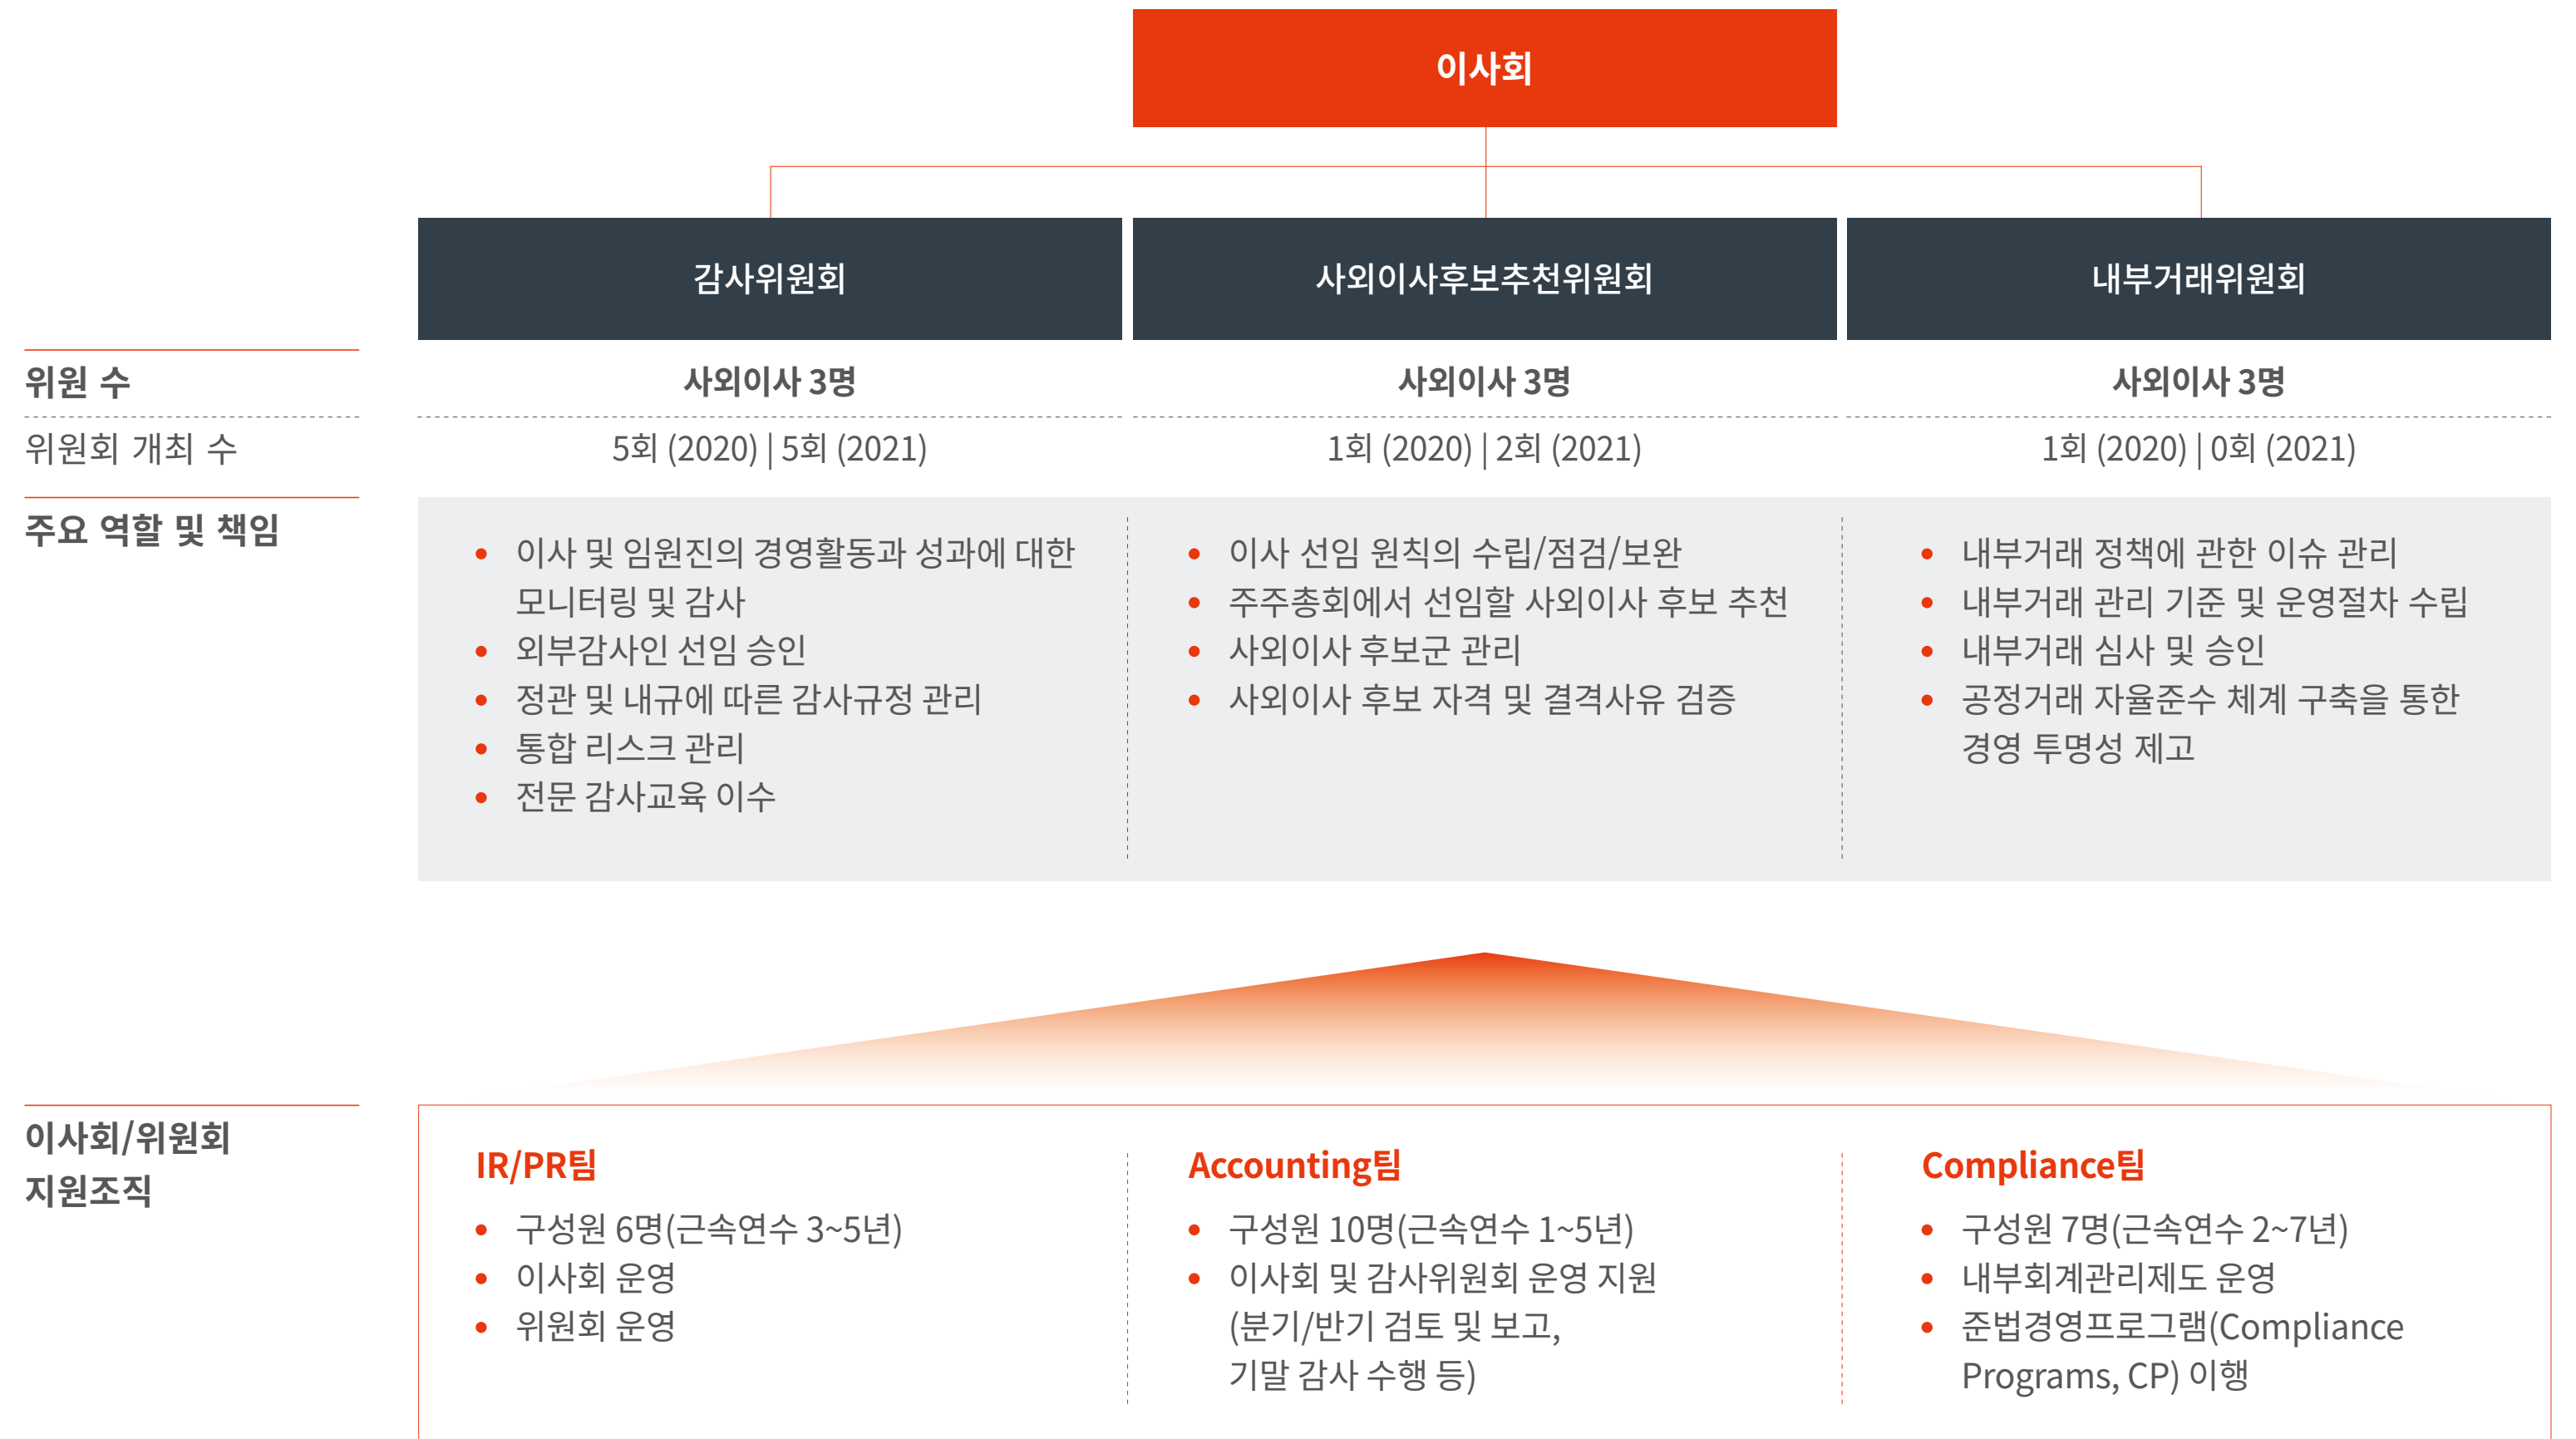 이사회
감사위원회
사외이사후보추천위원회
내부거래위원회
위원 수
사외이사 3명
사외이사 3명
사외이사 3명
위원회 개최 수
5회 (2020) | 5회 (2021)
1회 (2020) | 2회 (2021)
1회 (2020) | 0회 (2021)
주요 역할 및 책임
• 이사 및 임원진의 경영활동과 성과에 대한
모니터링 및 감사
• 외부감사인 선임 승인
• 정관 및 내규에 따른 감사규정 관리
• 통합 리스크 관리
• 전문 감사교육 이수
• 이사 선임 원칙의 수립/점검/보완
• 주주총회에서 선임할 사외이사 후보 추천
• 사외이사 후보군 관리
• 사외이사 후보 자격 및 결격사유 검증
• 내부거래 정책에 관한 이슈 관리
• 내부거래 관리 기준 및 운영절차 수립
• 내부거래 심사 및 승인
• 공정거래 자율준수 체계 구축을 통한
경영 투명성 제고
이사회/위원회
지원조직
IR/PR팀
• 구성원 6명(근속연수 3~5년)
• 이사회 운영
• 위원회 운영
Accounting팀
• 구성원 10명(근속연수 1~5년)
• 이사회 및 감사위원회 운영 지원
(분기/반기 검토 및 보고,
기말 감사 수행 등)
Compliance팀
• 구성원 7명(근속연수 2~7년)
• 내부회계관리제도 운영
• 준법경영프로그램(Compliance
Programs, CP) 이행